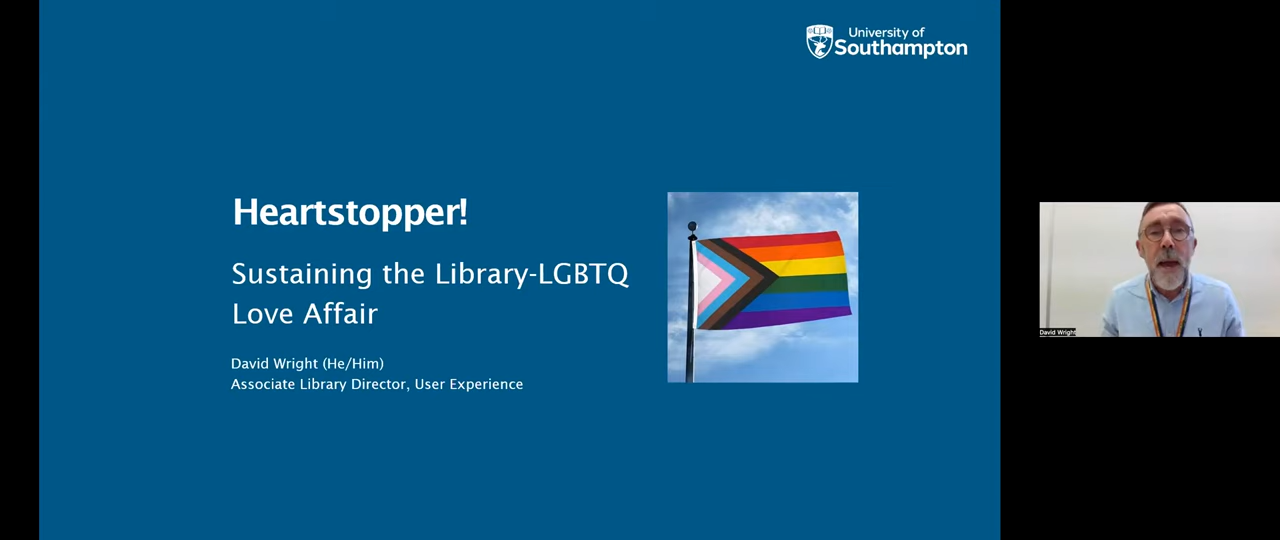 University of
Southampton
Heartstopper!
Sustaining the Library-LGBTQ
Love Affair
David Wright (He/Him)
Associate Library Director, User Experience
David Wright